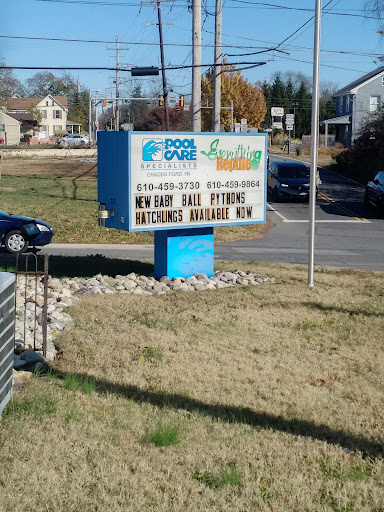 POOL
CARE
SPECIALISTS
CHADDS FORD, PA
Everything
Reptile
610-459-3730 610-459-9864
NEW BABY BALL PYTHONS
HATCHLINGS AVAILABLE NOW